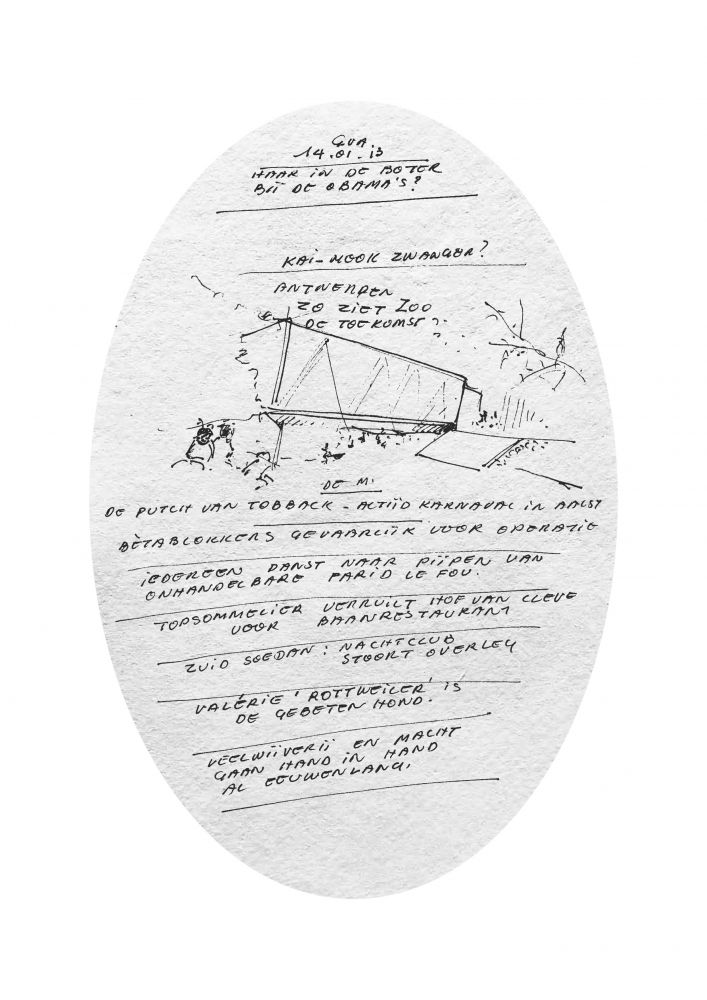 GVA.
14.01.13
HAAR IN DE BOTER
BIJ DE OBAMA'S?
KAI-MOOK ZWANGER?
ANTWERPEN
ZO ZIET ZOO
DE TOEKOMST
DE M.
DE PUTCH VAN TOBBACK - ALTIJD KARNAVAL IN AALST
BÈTABLOKKERS GEVAARLIJK VOOR OPERATIE
IEDEREEN DANST NAAR PIJPEN VAN
ONHANDELBARE FARID LE FOU.
TOPSOMMELIER VERRUILT HOF VAN CLEVE
VOOR BAANRESTAURANT
ZUID SOEDAN: NACHTCLUB
STOORT OVERLEY
VALÉRIE 'ROTTWEILER' IS
DE GEBETEN HOND.
VEELWIJVERIJ EN MACHT
GAAN HAND IN HAND
AL EEUWENLANG.